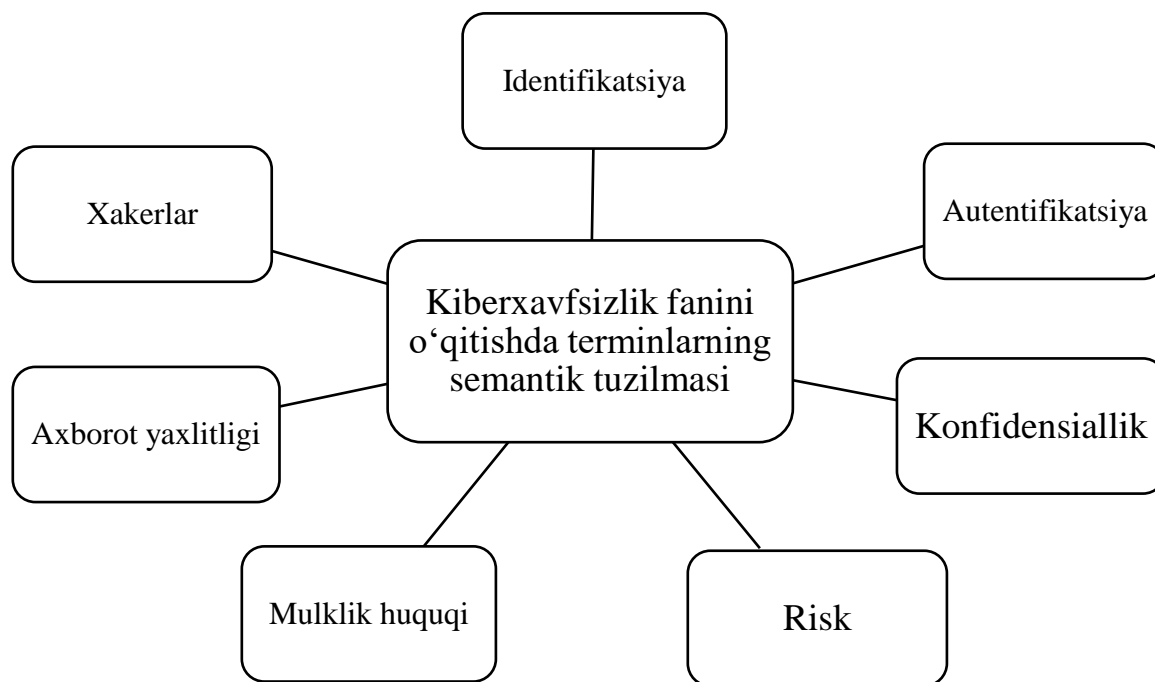 Identifikatsiya
Xakerlar
Autentifikatsiya
Kiberxavfsizlik fanini
o‘qitishda terminlarning
semantik tuzilmasi
Axborot yaxlitligi
Konfidensiallik
Mulklik huquqi
Risk